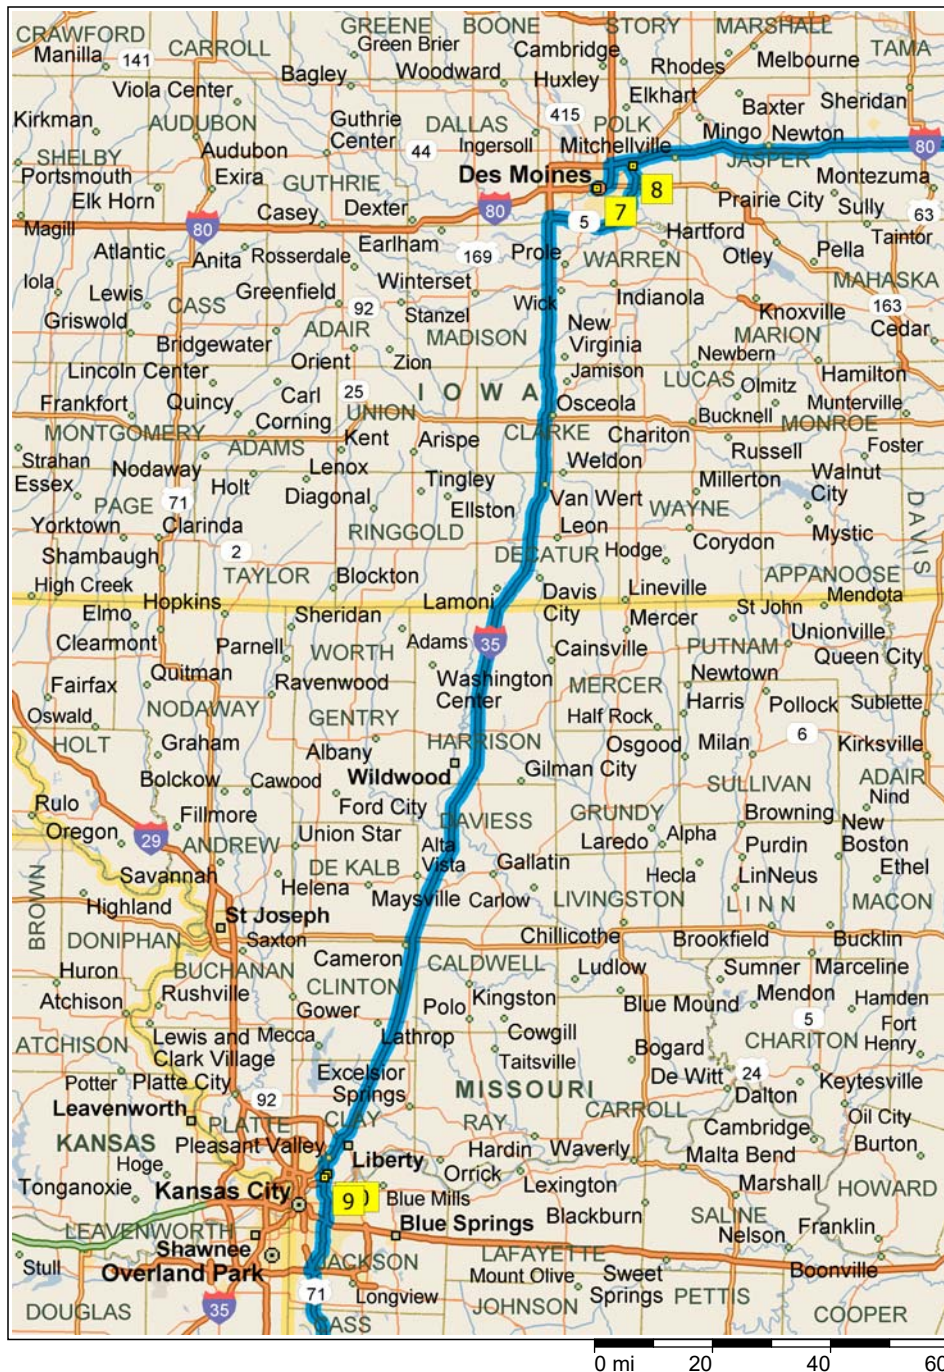 GREENE BOONE STORY MARSHALL
CRAWFORD
Manilla
141
CARROLL
Green Brier
Cambridge
TAMA
Bagley
Woodward
Huxley
Rhodes
Melbourne
Viola Center
Elkhart
Baxter
Sheridan
Kirkman
AUDUBON
Guthrie
Center
DALLAS
415
POLK
Mingo
Newton
44
Ingersoll
Mitchellville
80
SHELBY
Audubon
JASPER
Portsmouth
Exira
GUTHRIE
Des Moines
8
Montezuma
Elk Horn
Casey
Dexter
80
7
Prairie City
Sully
63
Magill
80
5
Hartford
Taintor
Atlantic
Anita
Rosserdale
Earlham
169
Prole
WARREN
Otley
Pella
Iola
Lewis
Greenfield
Winterset
MAHASKA
CASS
92
Stanzel
Wick
Indianola
163
Griswold
ADAIR
MADISON
New
Virginia
Knoxville
MARION
Cedar
Bridgewater
Orient
Zion
Newbern
Lincoln Center
Carl
25
IOWA
Jamison
LUCAS
Olmitz
Hamilton
Frankfort
Quincy
Corning
UNION
Osceola
Bucknell
Munterville
MONTGOMERY
ADAMS
Kent
Arispe
CLARKE
Chariton
MONROE
Strahan
Nodaway
Lenox
Weldon
Russell
Foster
Essex
Holt
Diagonal
Tingley
Millerton
Walnut
City
PAGE
71
Ellston
Van Wert
WAYNE
DAVIS
Yorktown
Clarinda
RINGGOLD
Leon
Mystic
Shambaugh
2
DECATUR
Hodge
Corydon
High Creek
TAYLOR
Blockton
APPANOOSE
Elmo
Hopkins
Lamoni
Davis
City
Lineville
Mendota
Sheridan
St John
Clearmont
Parnell
WORTH
Adams
35
Mercer
Unionville
Cainsville
PUTNAM
Quitman
Washington
Center
Newtown
Queen City
Fairfax
Ravenwood
MERCER
Oswald
NODAWAY
GENTRY
Half Rock
Harris
Pollock
Sublette
HOLT
Graham
Albany
HARRISON
Osgood
Milan
6
Kirksville
Bolckow
Cawood
Wildwood
Gilman City
SULLIVAN
ADAIR
Rulo
Fillmore
Ford City
DAVIESS
GRUNDY
Browning
Nind
Oregon
29
Union Star
Laredo
Alpha
New
Boston
ANDREW
DE KALB
Alta
Vista
Gallatin
Purdin
Savannah
Helena
Hecla
LinNeus
Ethel
BROWN
Highland
Maysville
Carlow
LIVINGSTON
LINN
MACON
St Joseph
DONIPHAN
Saxton
Chillicothe
Brookfield
Bucklin
Cameron
CALDWELL
Huron
BUCHANAN
CLINTON
Ludlow
Sumner
Marceline
Atchison
Rushville
Gower
Polo
Kingston
Blue Mound
Mendon
Hamden
ATCHISON
Lewis and
Clark Village
Mecca
Lathrop
Cowgill
5
Fort
Henry
Bogard
CHARITON
Potter
Platte City
Excelsior
Springs
Taitsville
De Witt
24
Keytesville
Leavenworth
92
MISSOURI
Dalton
CLAY
RAY
CARROLL
Oil City
KANSAS
PLATTE
Cambridge
Burton
Pleasant Valley
Hardin
Waverly
Malta Bend
Hoge
Liberty
Orrick
Marshall
Tonganoxie
Kansas City
9
0
Blue Mills
Lexington
HOWARD
LEAVENWORTH
Blue Springs
Blackburn
SALINE
Nelson
Franklin
Shawnee
JACKSON
LAFAYETTE
Stull
Overland Park
Mount Olive
Sweet
Springs
Boonville
35
71
Longview
JOHNSON
PETTIS
DOUGLAS
ASS
COOPER
0 mi 20 40 60